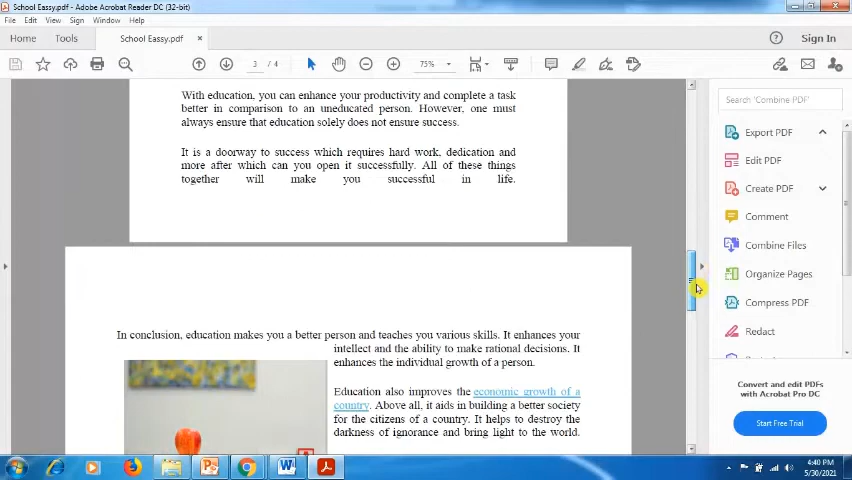 School Eassy.pdf - Adobe Acrobat Reader DC (32-bit)
File Edit View Sign Window Help
Home Tools School Eassy.pdf × Sign In
3 / 4 75%
With education, you can enhance your productivity and complete a task
better in comparison to an uneducated person. However, one must
always ensure that education solely does not ensure success.
It is a doorway to success which requires hard work, dedication and
more after which can you open it successfully. All of these things
together will make you successful in life.
In conclusion, education makes you a better person and teaches you various skills. It enhances your
intellect and the ability to make rational decisions. It
enhances the individual growth of a person.
Education also improves the economic growth of a
country. Above all, it aids in building a better society
for the citizens of a country. It helps to destroy the
darkness of ignorance and bring light to the world.
Search 'Combine PDF'
Export PDF
Edit PDF
Create PDF
Comment
Combine Files
Organize Pages
Compress PDF
Redact
Convert and edit PDFs
with Acrobat Pro DC
Start Free Trial
4:40 PM
5/30/2021